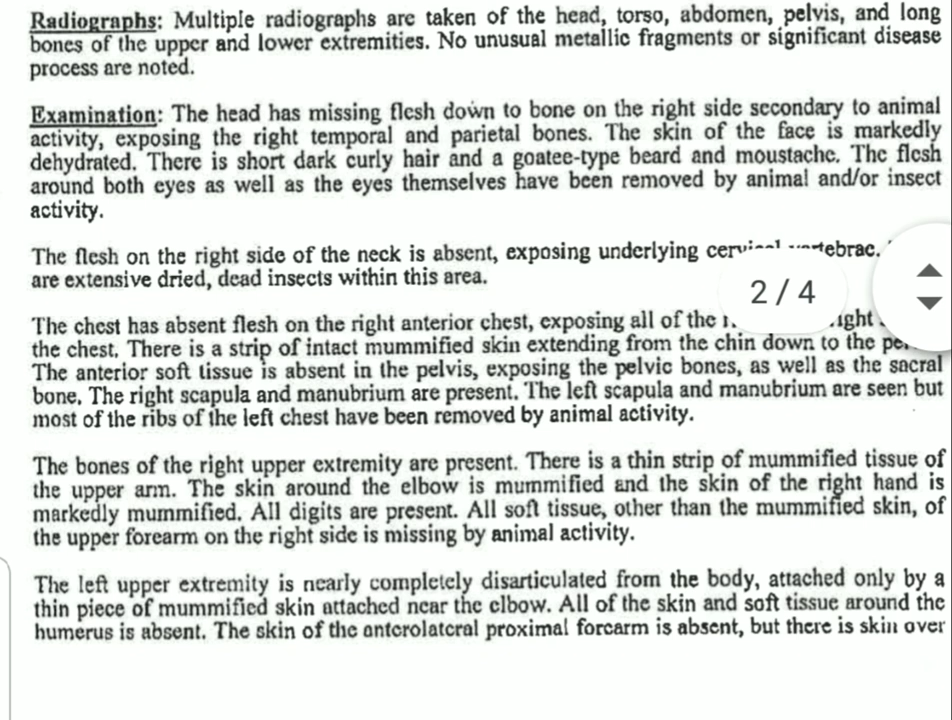 Radiographs: Multiple radiographs are taken of the head, torso, abdomen, pelvis, and long
bones of the upper and lower extremities. No unusual metallic fragments or significant disease
process are noted.
Examination: The head has missing flesh down to bone on the right side secondary to animal
activity, exposing the right temporal and parietal bones. The skin of the face is markedly
dehydrated. There is short dark curly hair and a goatee-type beard and moustache. The flesh
around both eyes as well as the eyes themselves have been removed by animal and/or insect
activity.
The flesh on the right side of the neck is absent, exposing underlying
are extensive dried, dead insects within this area.
2 / 4
The chest has absent flesh on the right anterior chest, exposing all of the
the chest. There is a strip of intact mummified skin extending from the chin down to the
The anterior soft tissue is absent in the pelvis, exposing the pelvic bones, as well as the sacral
bone. The right scapula and manubrium are present. The left scapula and manubrium are seen but
most of the ribs of the left chest have been removed by animal activity.
The bones of the right upper extremity are present. There is a thin strip of mummified tissue of
the upper arm. The skin around the elbow is mummified and the skin of the right hand is
markedly mummified. All digits are present. All soft tissue, other than the mummified skin, of
the upper forearm on the right side is missing by animal activity.
The left upper extremity is nearly completely disarticulated from the body, attached only by a
thin piece of mummified skin attached near the elbow. All of the skin and soft tissue around the
humerus is absent. The skin of the anterolateral proximal forearm is absent, but there is skin over